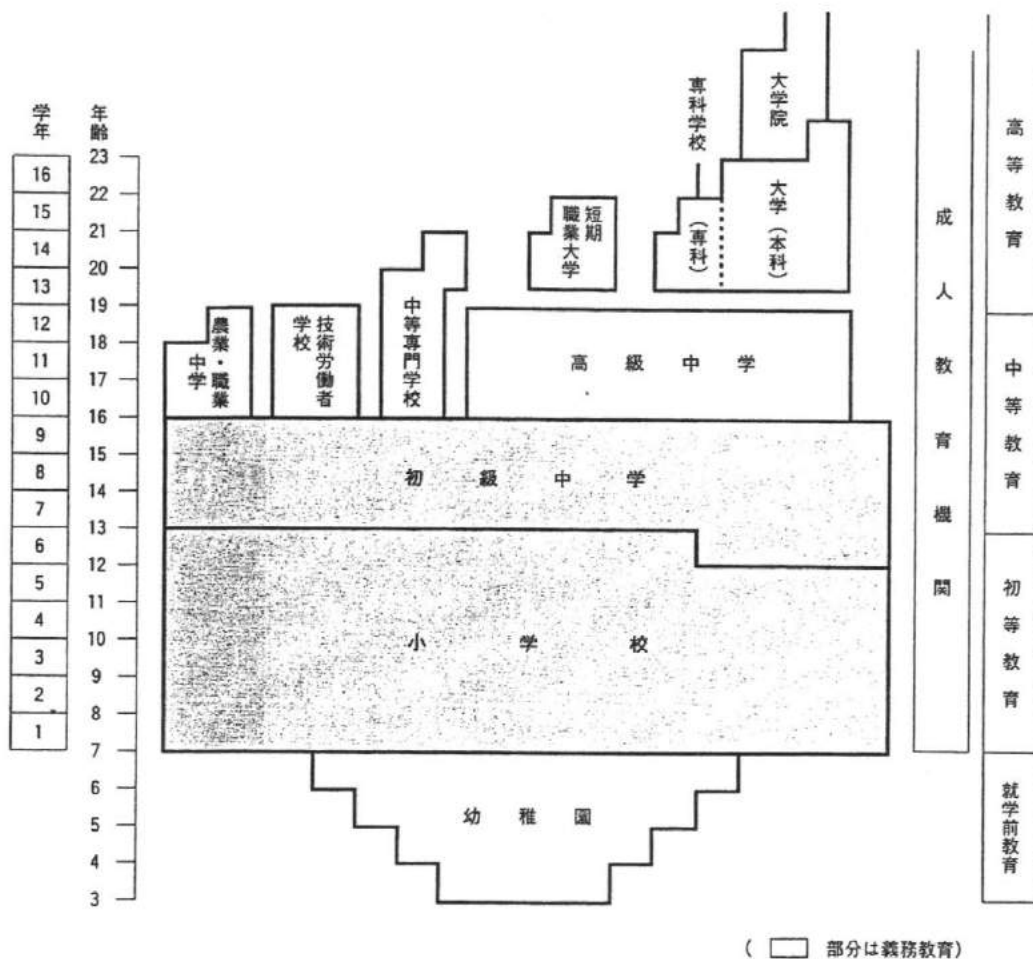 学年
年齢
16
15
14
13
12
11
10
9
8
7
6
5
4
3
2
1
23
22
21
20
19
18
17
16
15
14
13
12
11
10
9
8
7
6
5
4
3
大学院
専科学校
(専科)
大学(本科)
短期
職業大学
中等専門学校
技術労働者
学校
農業・職業
中学
高級中学
初級中学
小学校
幼稚園
成人教育機関
高等教育
中等教育
初等教育
就学前教育
( 部分は義務教育)